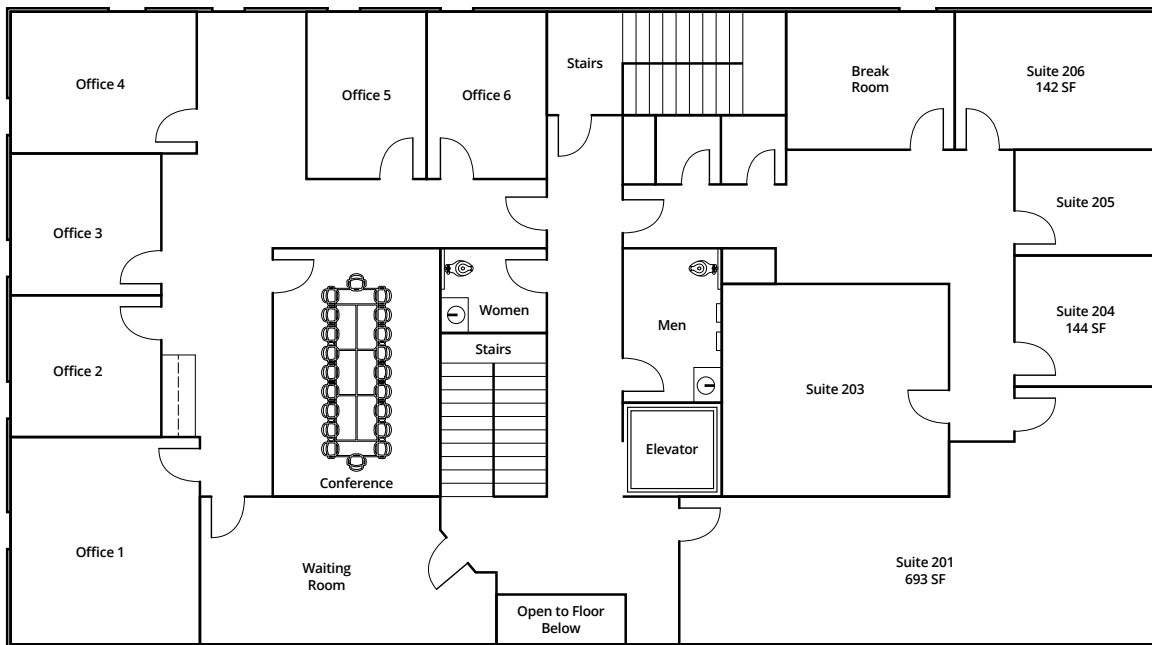 Office 4
Office 5
Office 6
Stairs
Break
Room
Suite 206
142 SF
Office 3
Suite 205
Women
Men
Suite 204
144 SF
Stairs
Office 2
Suite 203
Elevator
Conference
Office 1
Waiting
Room
Suite 201
693 SF
Open to Floor
Below